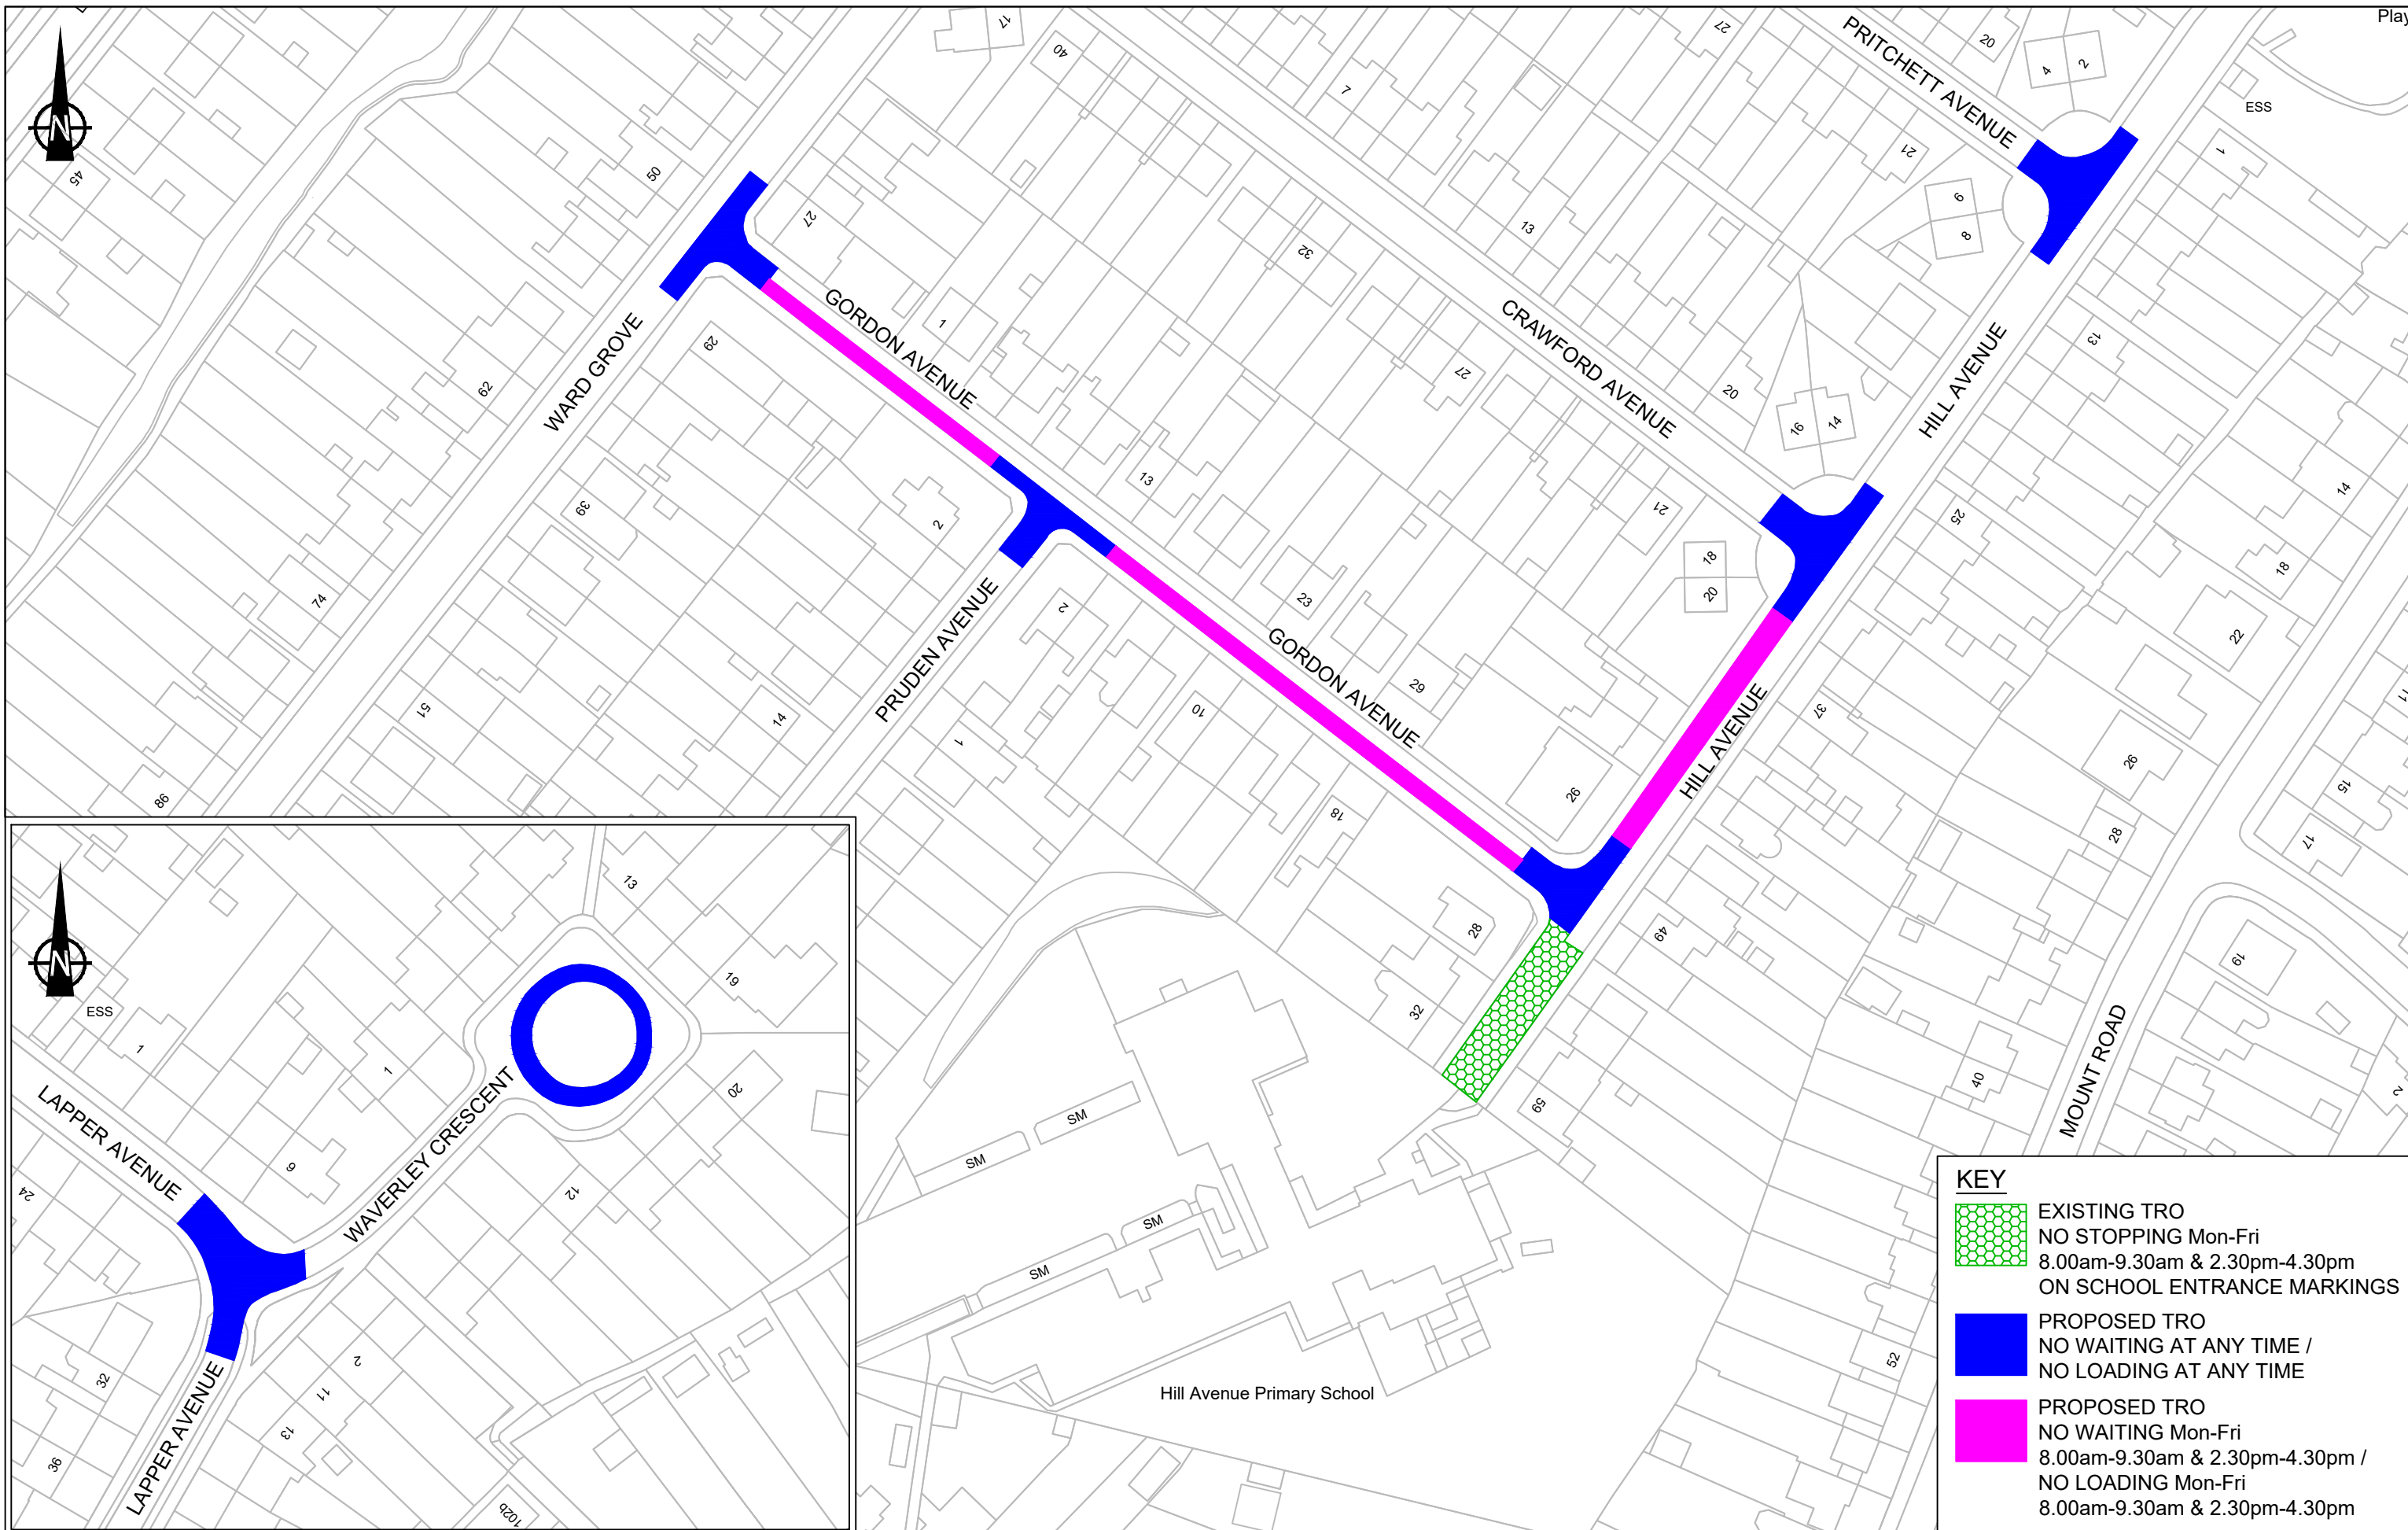 N
45
50
62
74
86
WARD GROVE
17
40
27
29
39
51
GORDON AVENUE
1
13
2
14
PRUDEN AVENUE
2
1
10
18
7
13
32
27
20
21
CRAWFORD AVENUE
27
PRITCHETT AVENUE
20
4
2
21
6
8
16
14
18
20
HILL AVENUE
ESS
Play
1
13
25
14
18
22
23
29
GORDON AVENUE
26
HILL AVENUE
37
26
28
11
15
17
28
32
49
59
19
2
40
52
MOUNT ROAD
SM
SM
SM
SM
Hill Avenue Primary School
N
ESS
1
1
9
13
19
20
12
24
LAPPER AVENUE
WAVERLEY CRESCENT
32
36
2
11
13
102b
LAPPER AVENUE
KEY
EXISTING TRO
NO STOPPING Mon-Fri
8.00am-9.30am & 2.30pm-4.30pm
ON SCHOOL ENTRANCE MARKINGS
PROPOSED TRO
NO WAITING AT ANY TIME /
NO LOADING AT ANY TIME
PROPOSED TRO
NO WAITING Mon-Fri
8.00am-9.30am & 2.30pm-4.30pm /
NO LOADING Mon-Fri
8.00am-9.30am & 2.30pm-4.30pm